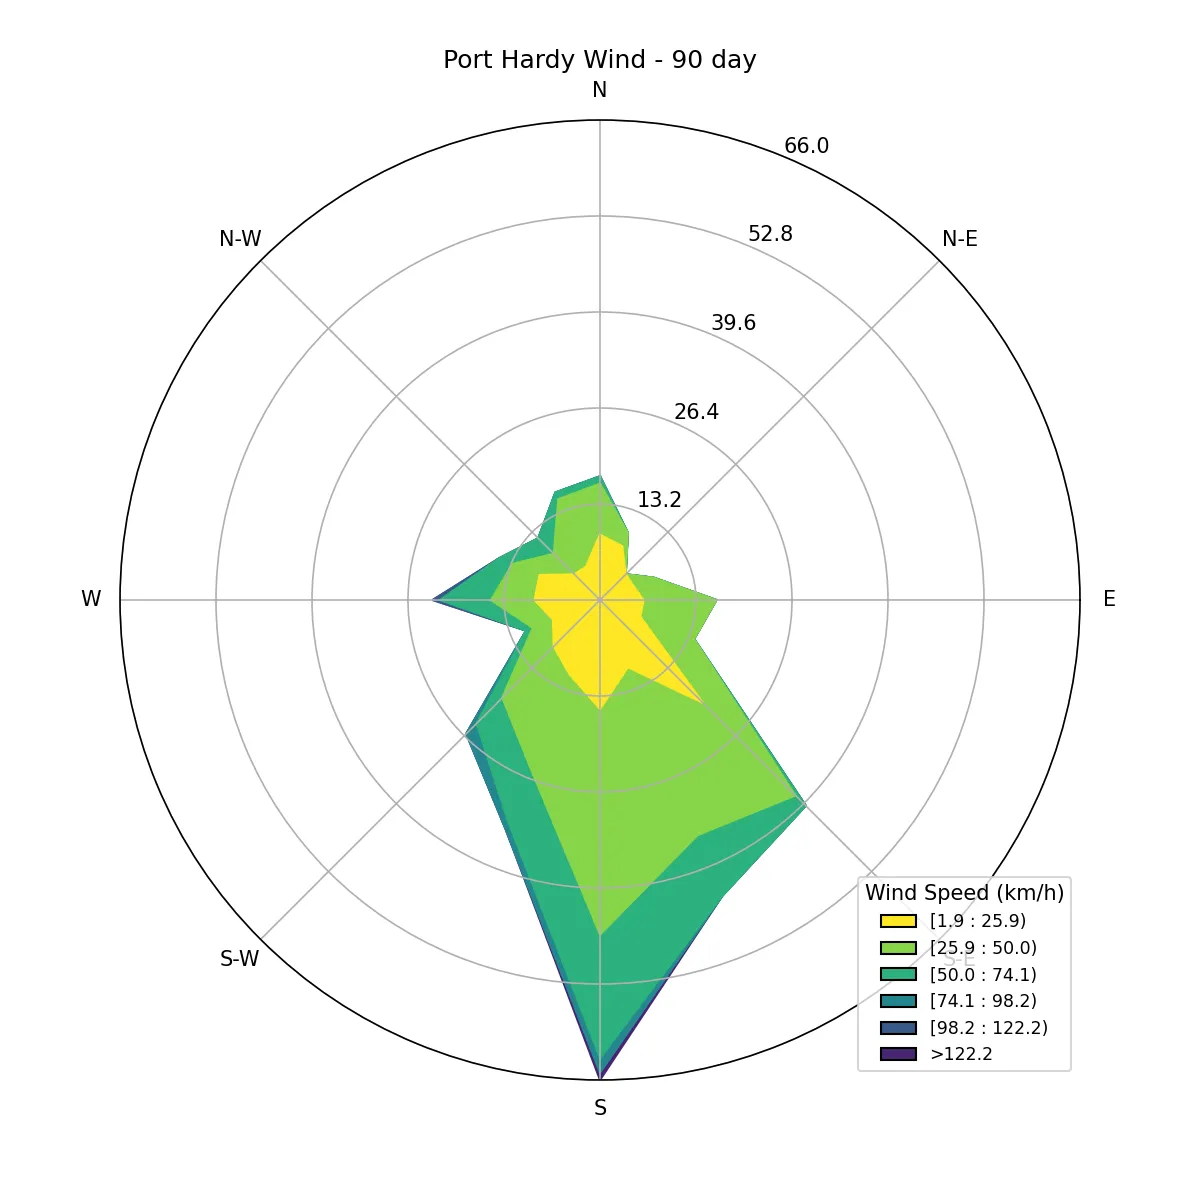 Port Hardy Wind - 90 day
N
66.0
N-W
52.8
N-E
39.6
26.4
13.2
W
E
S-W
S-E
S
Wind Speed (km/h)
[1.9 : 25.9)
[25.9 : 50.0)
[50.0 : 74.1)
[74.1 : 98.2)
[98.2 : 122.2)
>122.2